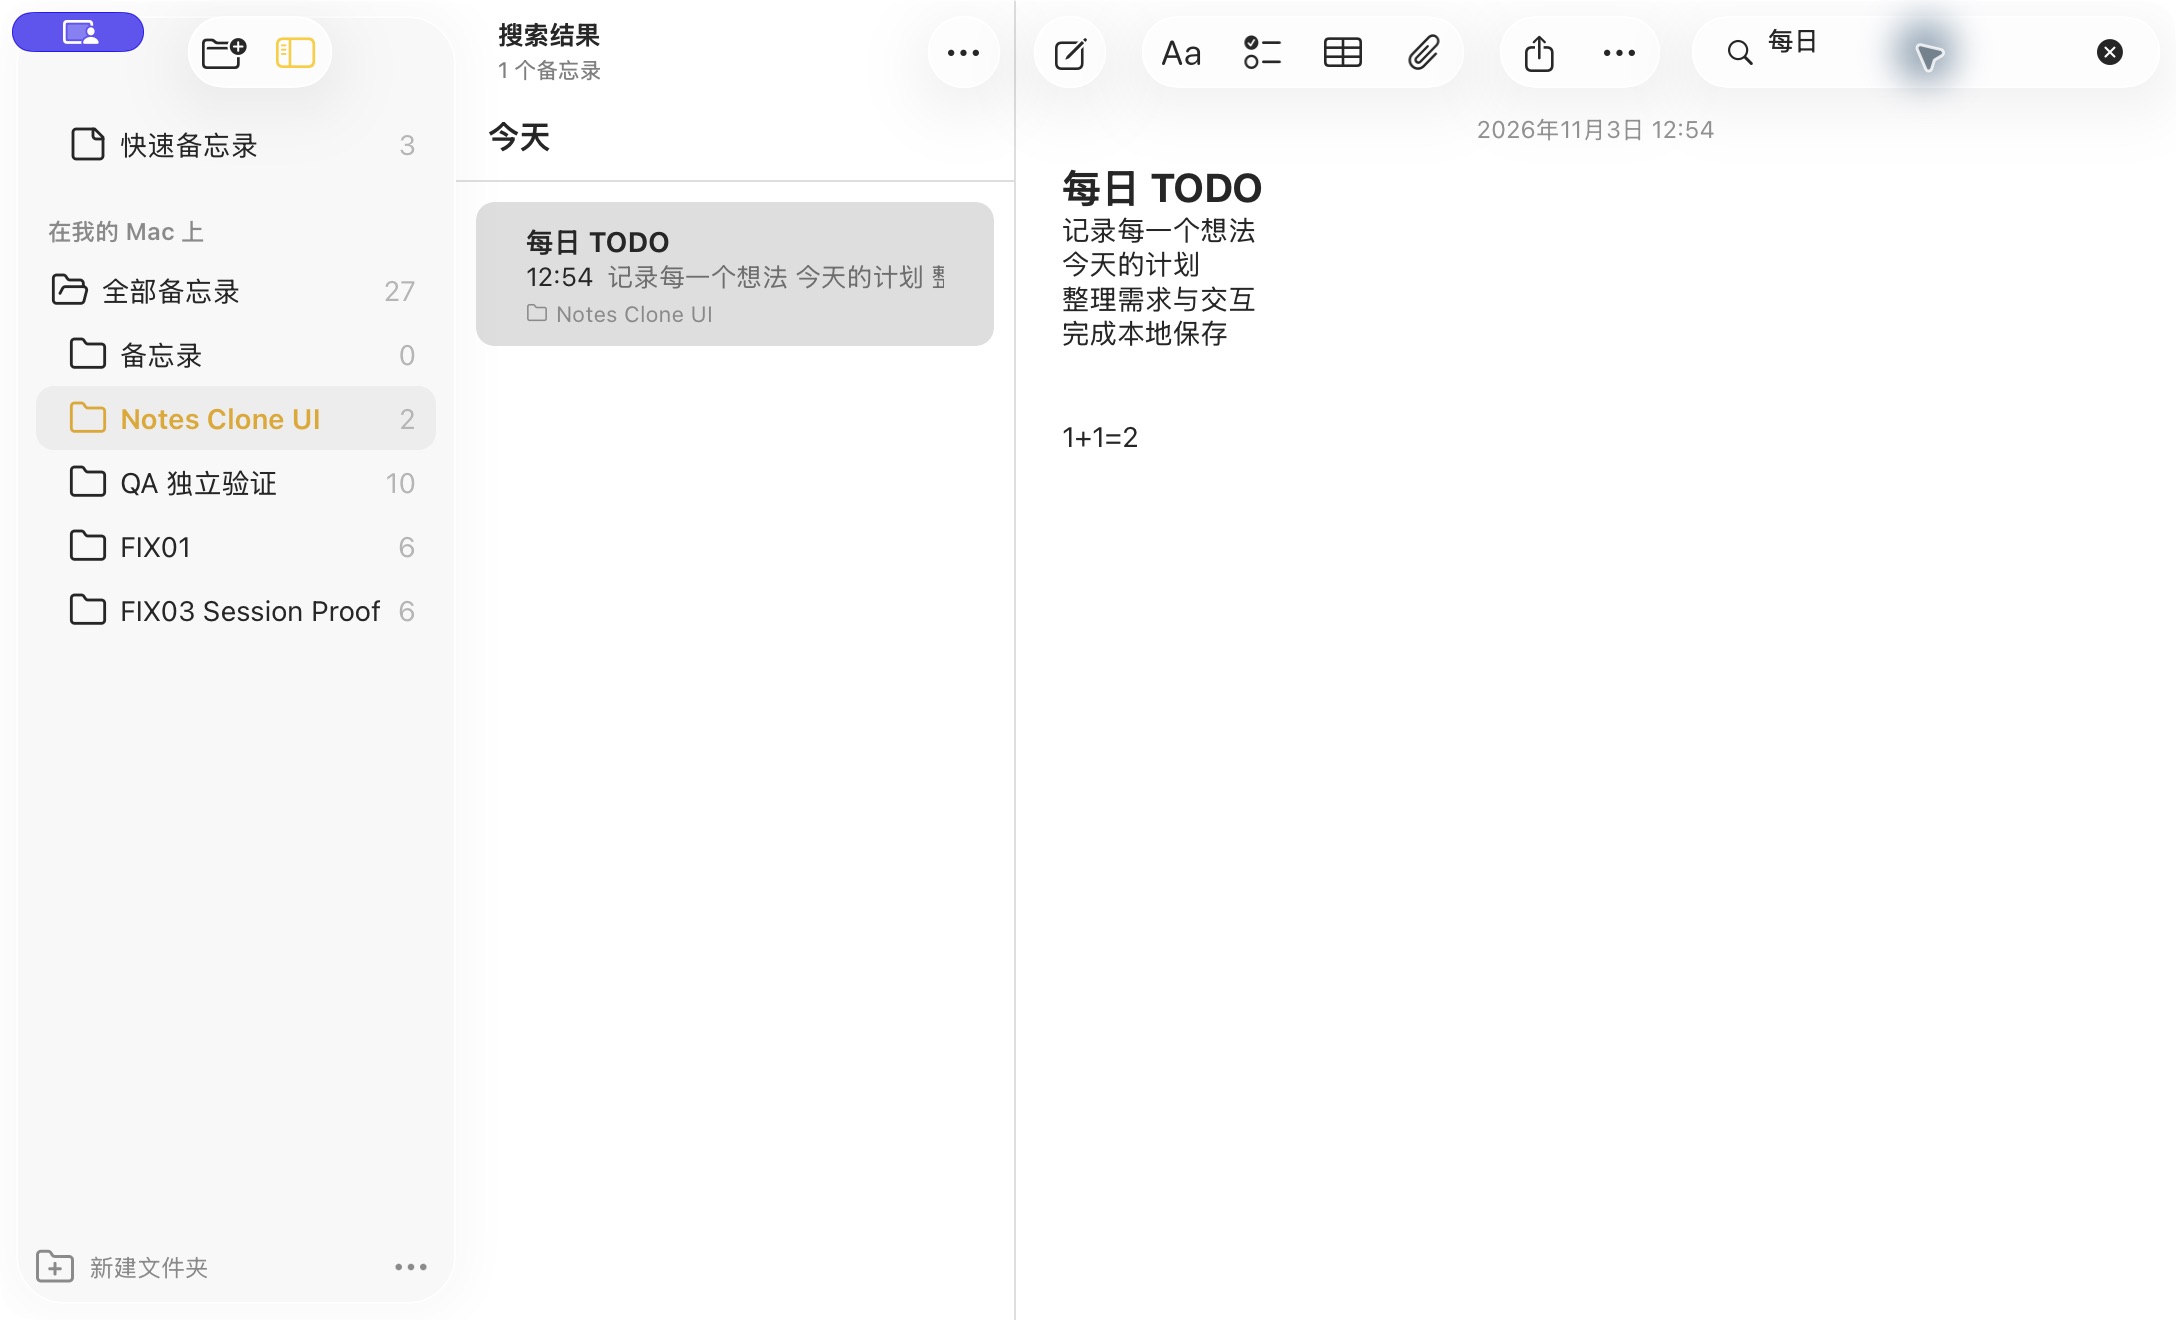 快速备忘录 3
在我的 Mac 上
全部备忘录 27
备忘录 0
Notes Clone UI 2
QA 独立验证 10
FIX01 6
FIX03 Session Proof 6
新建文件夹
搜索结果
1 个备忘录
今天
每日 TODO
12:54 记录每一个想法 今天的计划
Notes Clone UI
Aa
每日
2026年11月3日 12:54
每日 TODO
记录每一个想法
今天的计划
整理需求与交互
完成本地保存
1+1=2